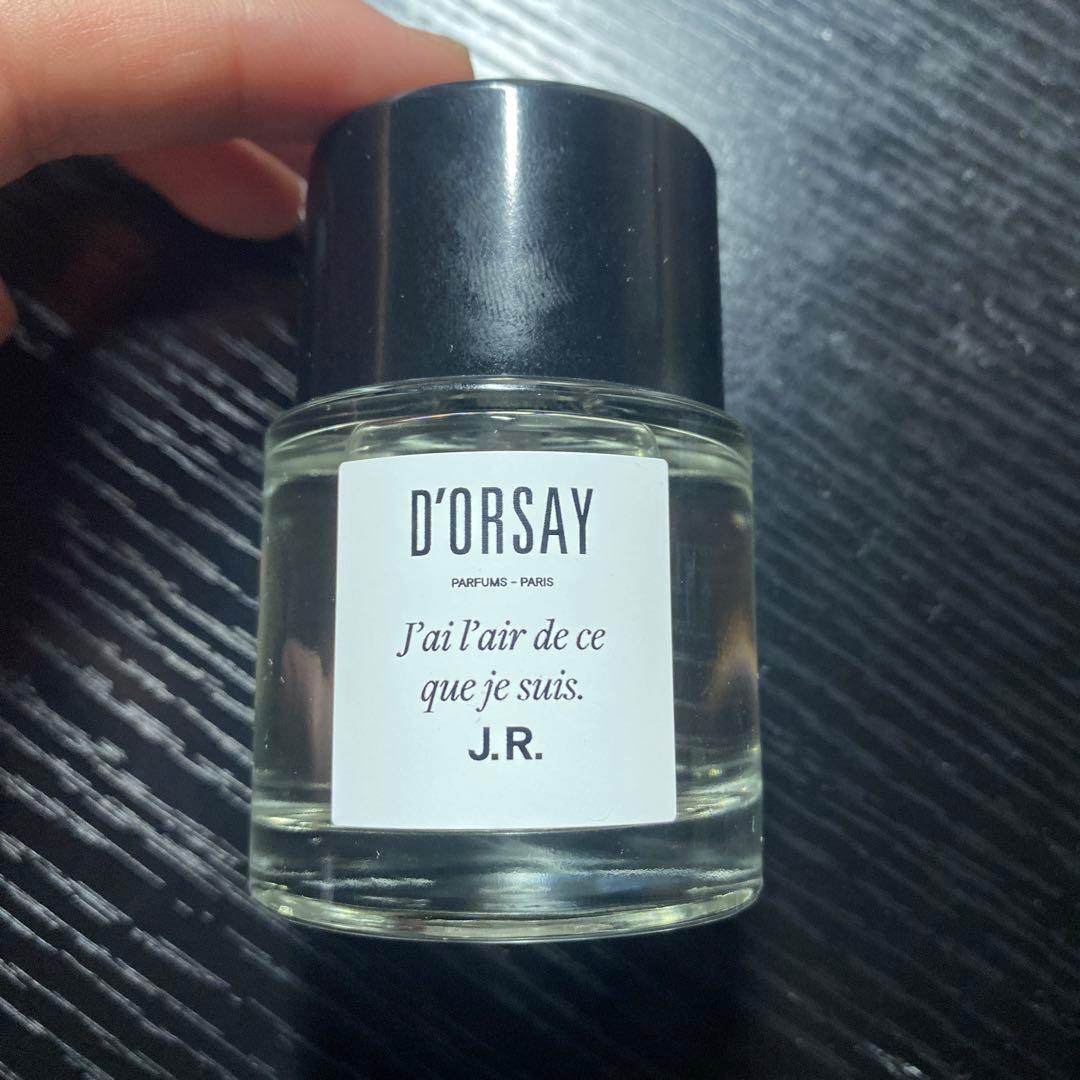 D'ORSAY
PARFUMS - PARIS
J'ai l'air de ce
que je suis.
J.R.